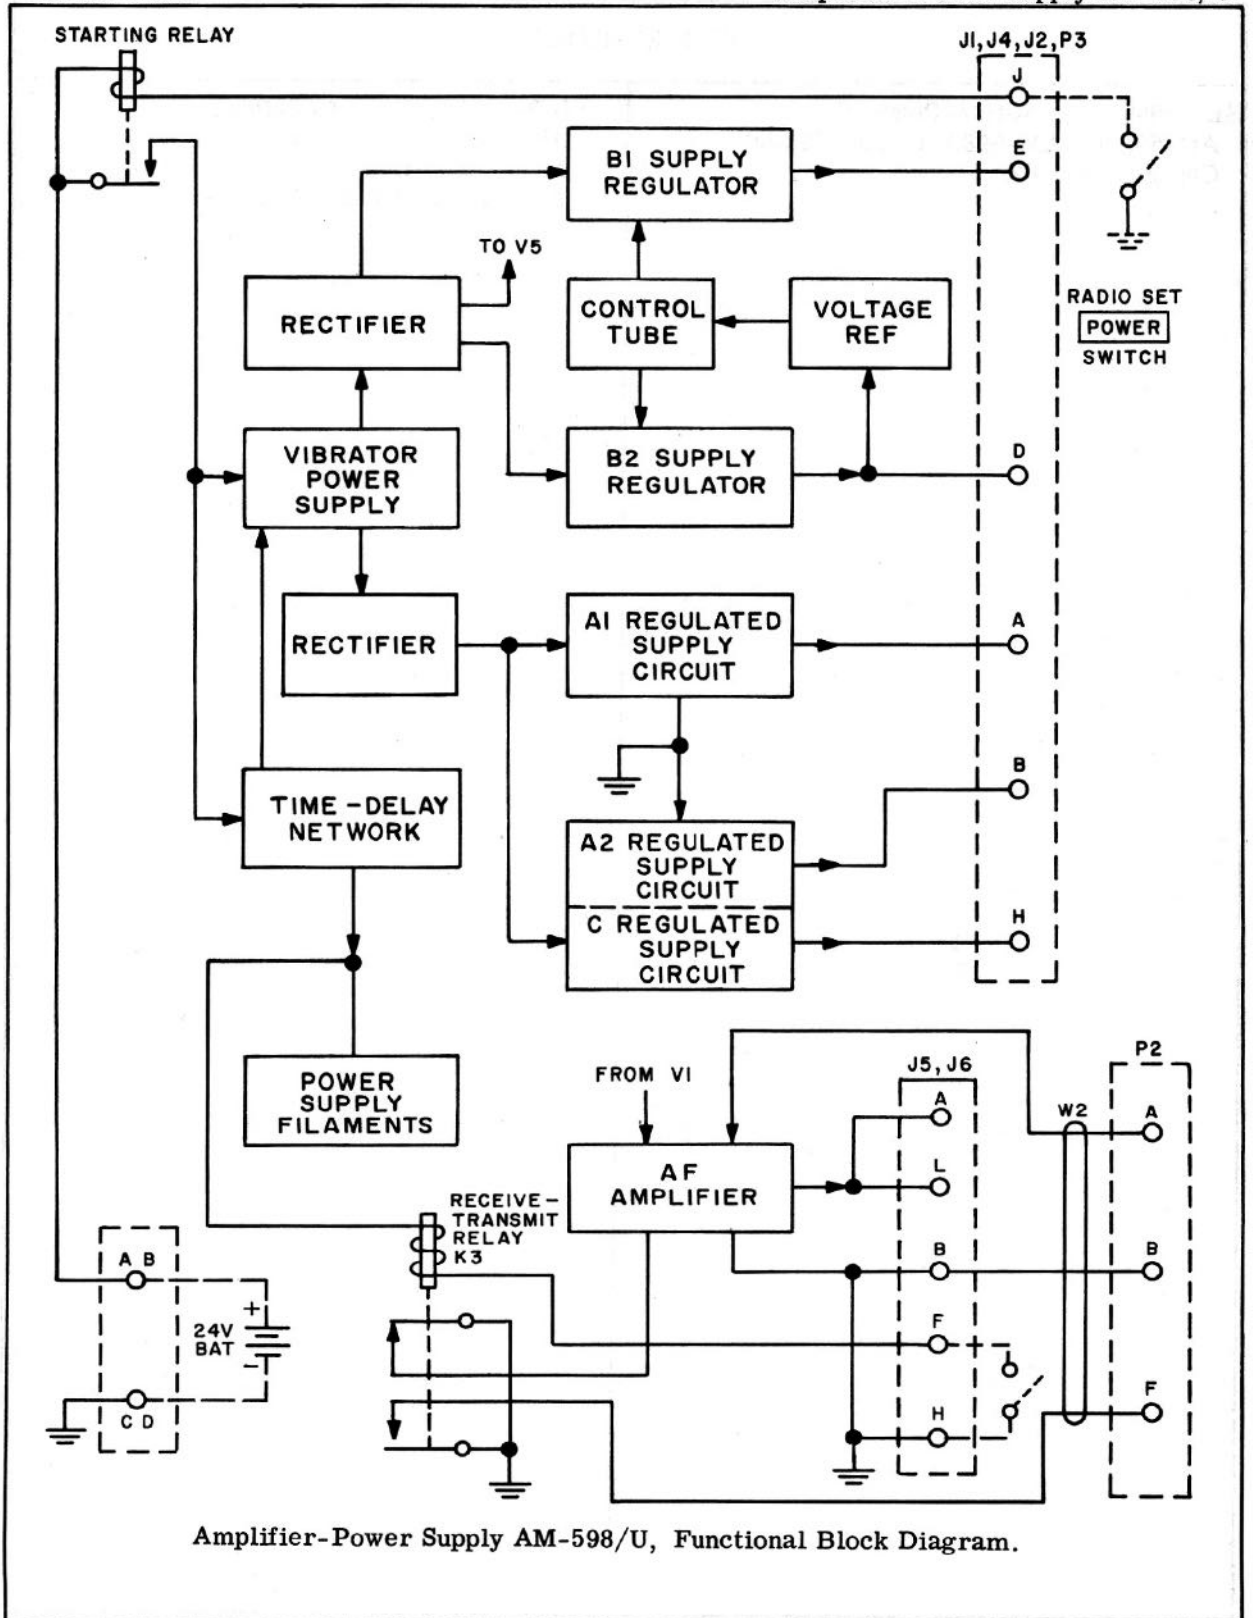 STARTING RELAY
J1, J4, J2, P3
J
E
B1 SUPPLY
REGULATOR
TO V5
RECTIFIER
CONTROL
TUBE
VOLTAGE
REF
RADIO SET
POWER
SWITCH
VIBRATOR
POWER
SUPPLY
B2 SUPPLY
REGULATOR
D
RECTIFIER
A1 REGULATED
SUPPLY
CIRCUIT
A
B
TIME-DELAY
NETWORK
A2 REGULATED
SUPPLY
CIRCUIT
C REGULATED
SUPPLY
CIRCUIT
H
POWER
SUPPLY
FILAMENTS
FROM V1
J5, J6
P2
A
W2
A
AF
AMPLIFIER
L
RECEIVE-
TRANSMIT
RELAY
K3
B
B
A B
+
24V
BAT
-
C D
F
F
H
Amplifier-Power Supply AM-598/U, Functional Block Diagram.